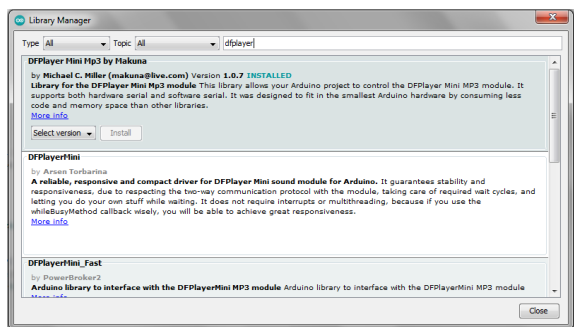 Library Manager
Type All Topic All dfplayer
DFPlayer Mini Mp3 by Makuna
by Michael C. Miller (makuna@live.com) Version 1.0.7 INSTALLED
Library for the DFPlayer Mini Mp3 module This library allows your Arduino project to control the DFPlayer Mini MP3 module. It
supports both hardware serial and software serial. It was designed to fit in the smallest Arduino hardware by consuming less
code and memory space than other libraries.
More info
Select version Install
DFPlayerMini
by Arsen Torbarina
A reliable, responsive and compact driver for DFPlayer Mini sound module for Arduino. It guarantees stability and
responsiveness, due to respecting the two-way communication protocol with the module, taking care of required wait cycles, and
letting you do your own stuff while waiting. It does not require interrupts or multithreading, because if you use the
whileBusyMethod callback wisely, you will be able to achieve great responsiveness.
More info
DFPlayerMini_Fast
by PowerBroker2
Arduino library to interface with the DFPlayerMini MP3 module Arduino library to interface with the DFPlayerMini MP3 module
More info
Close